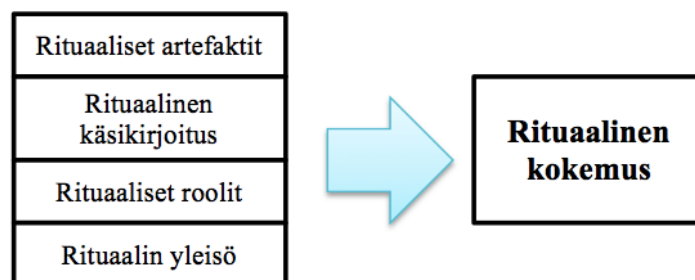 Rituaaliset artefaktit
Rituaalinen
käsikirjoitus
Rituaaliset roolit
Rituaalin yleisö
Rituaalinen
kokemus